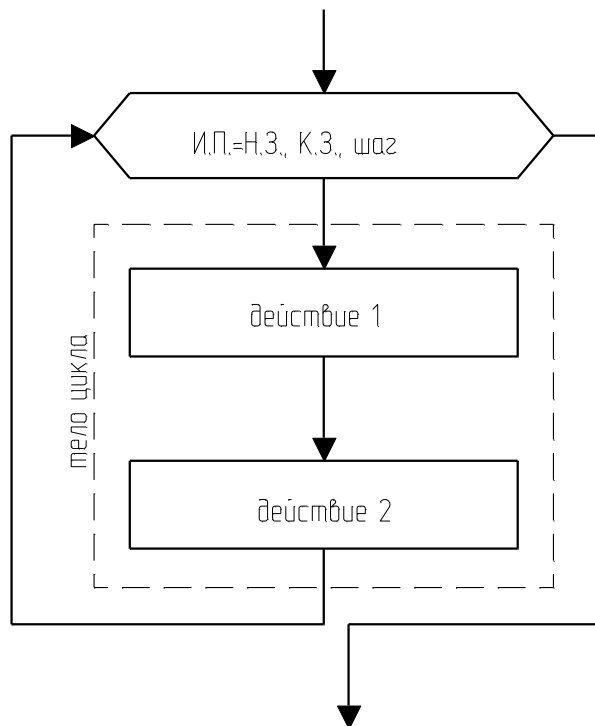 И.П.=Н.З., К.З., шаг
действие 1
тело цикла
действие 2